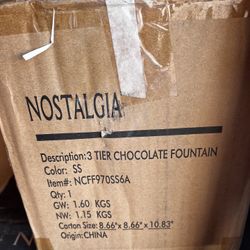 NOSTALGIA
Description:3 TIER CHOCOLATE FOUNTAIN
Color: SS
Item#: NCFF970SS6A
Qty: 1
GW: 1.60 KGS
NW: 1.15 KGS
Carton Size: 8.66"x 8.66"x 10.83"
Origin:CHINA